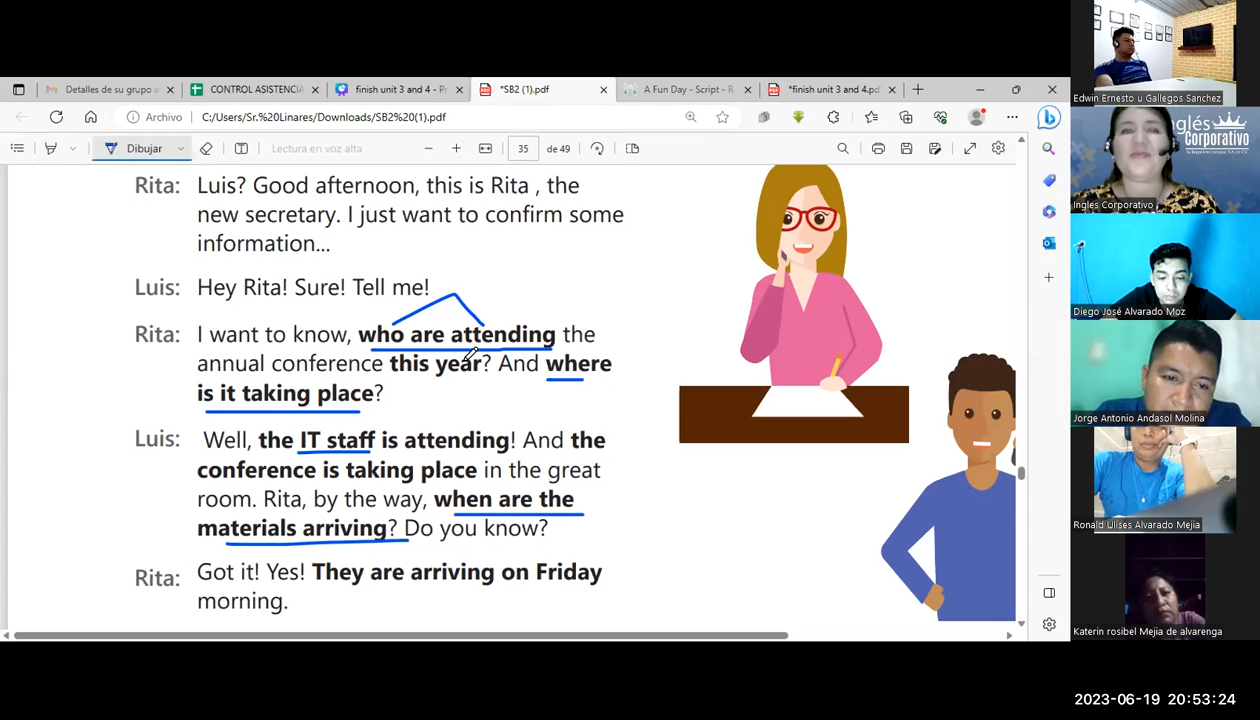 Detalles de su grupo a
CONTROL ASISTENCIA
finish unit 3 and 4 - Pr
*SB2 (1).pdf
A Fun Day - Script - R
*finish unit 3 and 4.pdf
Archivo
C:/Users/Sr.%20Linares/Downloads/SB2%20(1).pdf
Dibujar
Lectura en voz alta
35
de 49
Rita: Luis? Good afternoon, this is Rita , the
new secretary. I just want to confirm some
information...
Luis: Hey Rita! Sure! Tell me!
Rita: I want to know, who are attending the
annual conference this year? And where
is it taking place?
Luis: Well, the IT staff is attending! And the
conference is taking place in the great
room. Rita, by the way, when are the
materials arriving? Do you know?
Rita: Got it! Yes! They are arriving on Friday
morning.
Edwin Ernesto u Gallegos Sanchez
Inglés
Corporativo
Ingles Corporativo
Diego José Alvarado Moz
Jorge Antonio Andasol Molina
Ronald Ulises Alvarado Mejia
Katerin rosibel Mejia de alvarenga
2023-06-19 20:53:24